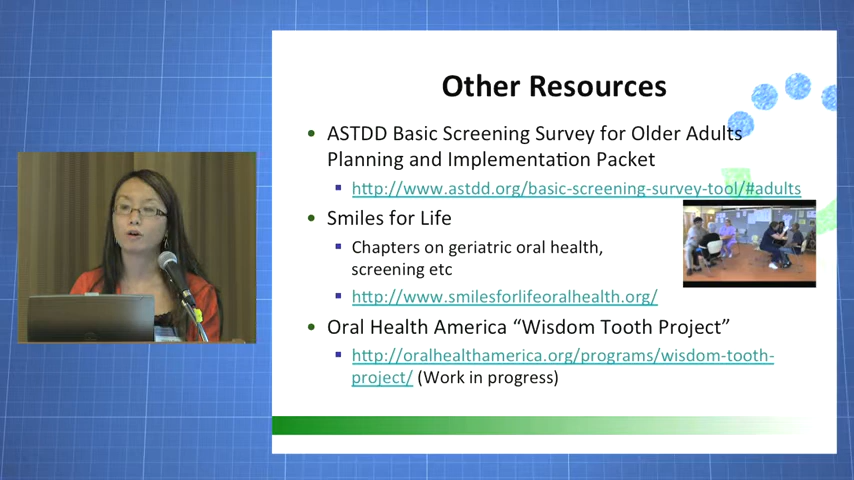 Other Resources
• ASTDD Basic Screening Survey for Older Adults
Planning and Implementation Packet
▪ http://www.astdd.org/basic-screening-survey-tool/#adults
• Smiles for Life
▪ Chapters on geriatric oral health,
screening etc
▪ http://www.smilesforlifeoralhealth.org/
• Oral Health America “Wisdom Tooth Project”
▪ http://oralhealthamerica.org/programs/wisdom-tooth-
project/ (Work in progress)